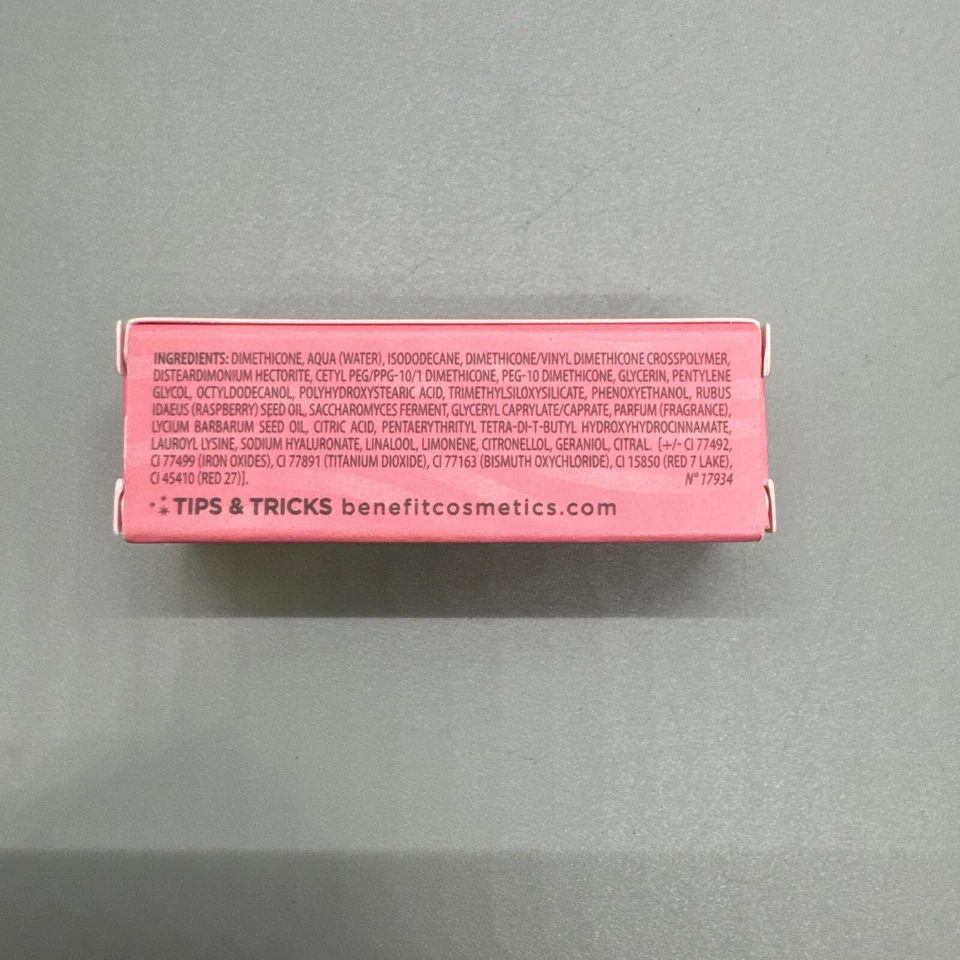 INGREDIENTS: DIMETHICONE, AQUA (WATER), ISODODECANE, DIMETHICONE/VINYL DIMETHICONE CROSSPOLYMER,
DISTEARDIMONIUM HECTORITE, CETYL PEG/PPG-10/1 DIMETHICONE, PEG-10 DIMETHICONE, GLYCERIN, PENTYLENE
GLYCOL, OCTYLDODECANOL, POLYHYDROXYSTEARIC ACID, TRIMETHYLSILOXYSILICATE, PHENOXYETHANOL, RUBUS
IDAEUS (RASPBERRY) SEED OIL, SACCHAROMYCES FERMENT, GLYCERYL CAPRYLATE/CAPRATE, PARFUM (FRAGRANCE),
LYCIUM BARBARUM SEED OIL, CITRIC ACID, PENTAERYTHRITYL TETRA-DI-T-BUTYL HYDROXYHYDROCINNAMATE,
LAUROYL LYSINE, SODIUM HYALURONATE, LINALOOL, LIMONENE, CITRONELLOL, GERANIOL, CITRAL. [+/- CI 77492,
CI 77499 (IRON OXIDES), CI 77891 (TITANIUM DIOXIDE), CI 77163 (BISMUTH OXYCHLORIDE), CI 15850 (RED 7 LAKE),
CI 45410 (RED 27)]. N° 17934
TIPS & TRICKS benefitcosmetics.com